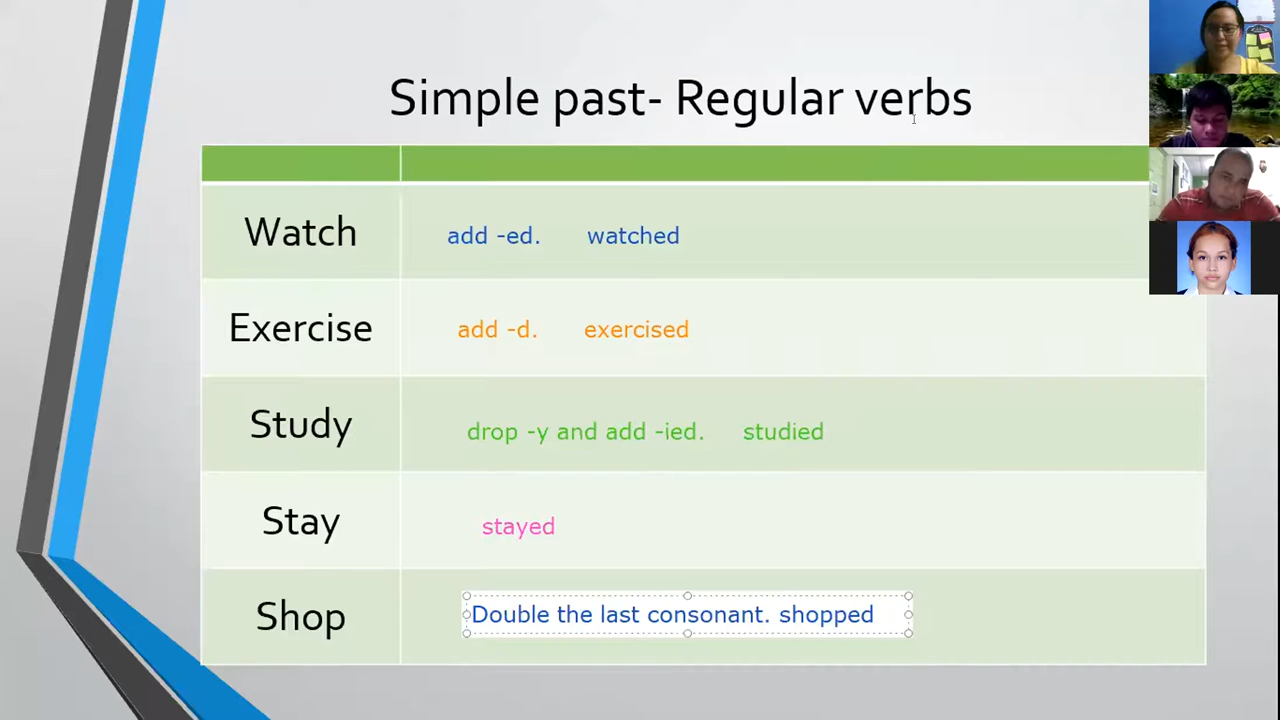 Simple past- Regular verbs
Watch add -ed. watched
Exercise add -d. exercised
Study drop -y and add -ied. studied
Stay stayed
Shop Double the last consonant. shopped